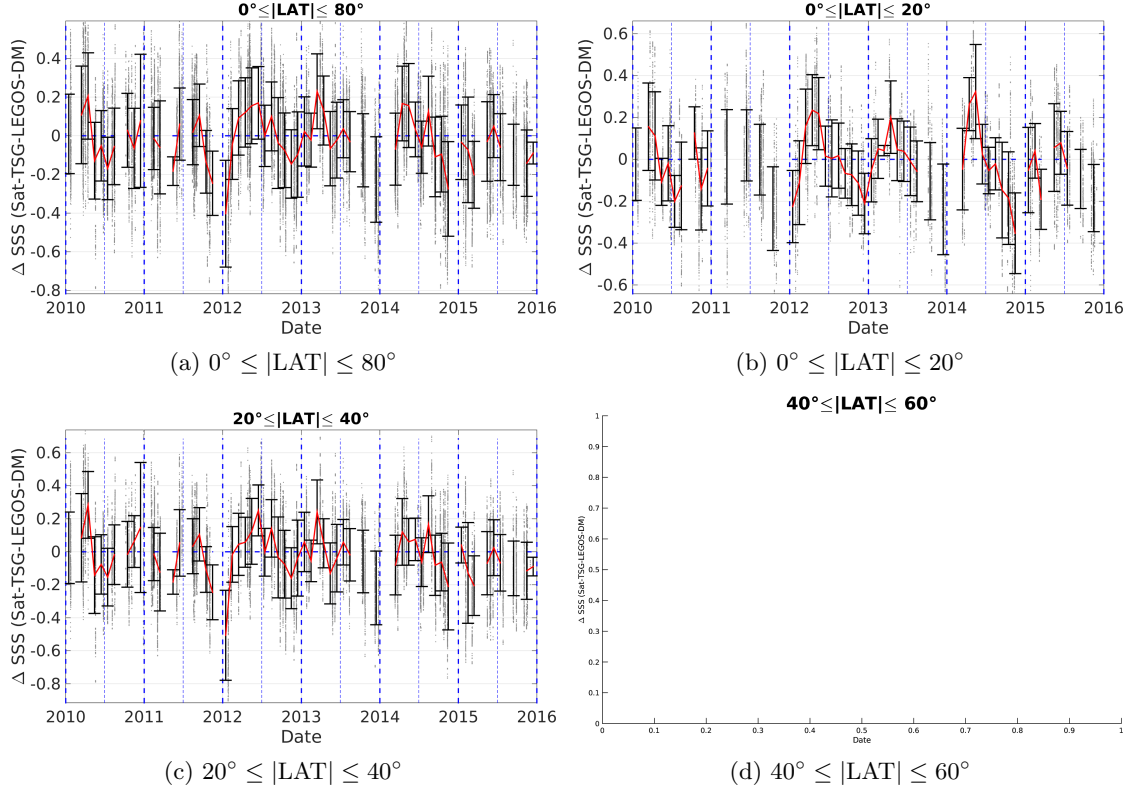 0°≤|LAT|≤ 80°
Δ SSS (Sat-TSG-LEGOS-DM)
0.4
0.2
0
-0.2
-0.4
-0.6
-0.8
2010 2011 2012 2013 2014 2015 2016
Date
(a) 0° ≤ |LAT| ≤ 80°
0°≤|LAT|≤ 20°
Δ SSS (Sat-TSG-LEGOS-DM)
0.6
0.4
0.2
0
-0.2
-0.4
-0.6
2010 2011 2012 2013 2014 2015 2016
Date
(b) 0° ≤ |LAT| ≤ 20°
20°≤|LAT|≤ 40°
Δ SSS (Sat-TSG-LEGOS-DM)
0.6
0.4
0.2
0
-0.2
-0.4
-0.6
-0.8
2010 2011 2012 2013 2014 2015 2016
Date
(c) 20° ≤ |LAT| ≤ 40°
40°≤|LAT|≤ 60°
Δ SSS (Sat-TSG-LEGOS-DM)
1
0.9
0.8
0.7
0.6
0.5
0.4
0.3
0.2
0.1
0
0 0.1 0.2 0.3 0.4 0.5 0.6 0.7 0.8 0.9 1
Date
(d) 40° ≤ |LAT| ≤ 60°